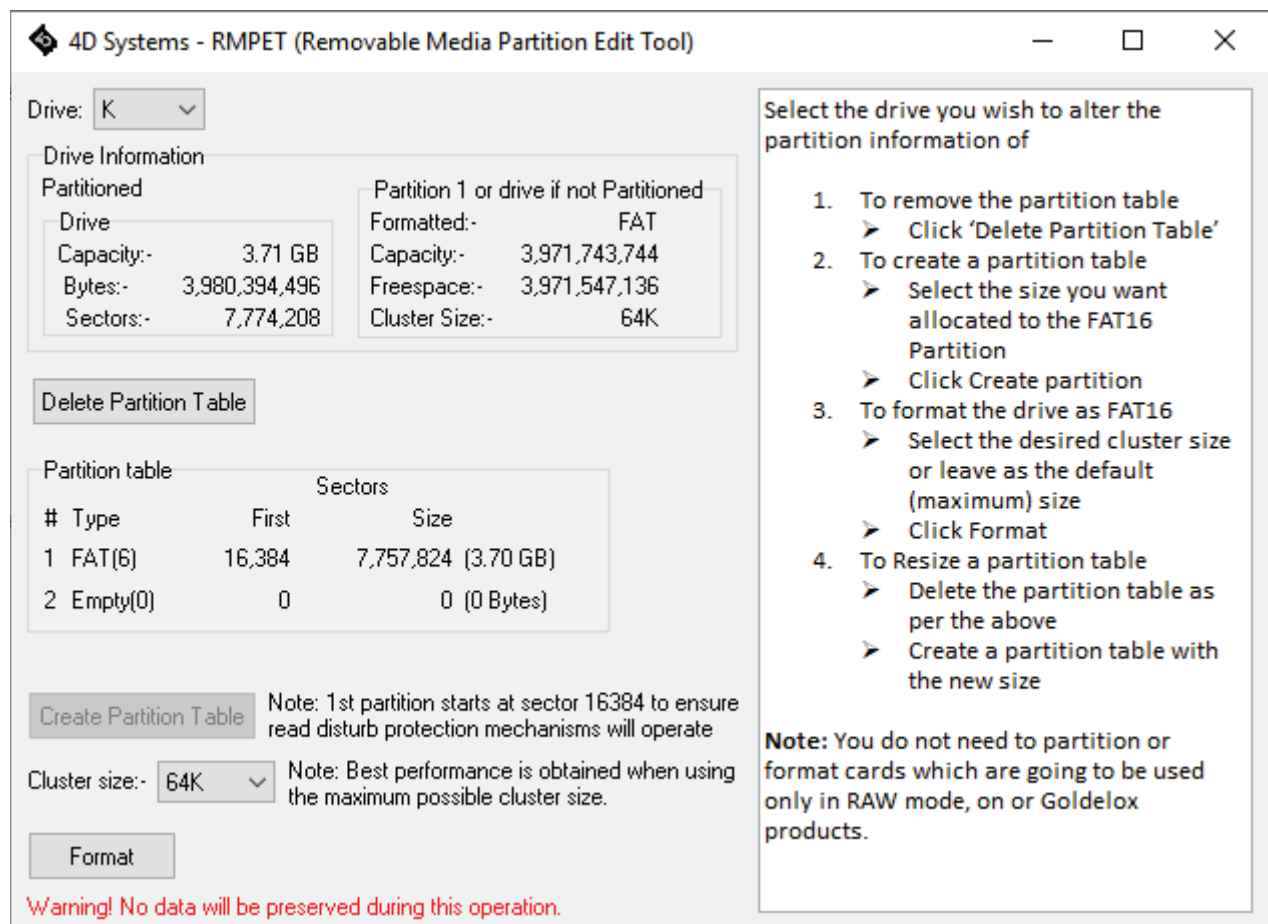 4D Systems - RMPET (Removable Media Partition Edit Tool)
Drive: K
Drive Information
Partitioned
Drive
Capacity:- 3.71 GB
Bytes:- 3,980,394,496
Sectors:- 7,774,208
Partition 1 or drive if not Partitioned
Formatted:- FAT
Capacity:- 3,971,743,744
Freespace:- 3,971,547,136
Cluster Size:- 64K
Delete Partition Table
Partition table
Sectors
# Type First Size
1 FAT(6) 16,384 7,757,824 (3.70 GB)
2 Empty(0) 0 0 (0 Bytes)
Create Partition Table
Note: 1st partition starts at sector 16384 to ensure
read disturb protection mechanisms will operate
Cluster size:- 64K
Note: Best performance is obtained when using
the maximum possible cluster size.
Format
Warning! No data will be preserved during this operation.
Select the drive you wish to alter the
partition information of
1. To remove the partition table
➢ Click ‘Delete Partition Table’
2. To create a partition table
➢ Select the size you want
allocated to the FAT16
Partition
➢ Click Create partition
3. To format the drive as FAT16
➢ Select the desired cluster size
or leave as the default
(maximum) size
➢ Click Format
4. To Resize a partition table
➢ Delete the partition table as
per the above
➢ Create a partition table with
the new size
Note: You do not need to partition or
format cards which are going to be used
only in RAW mode, on or Goldelox
products.